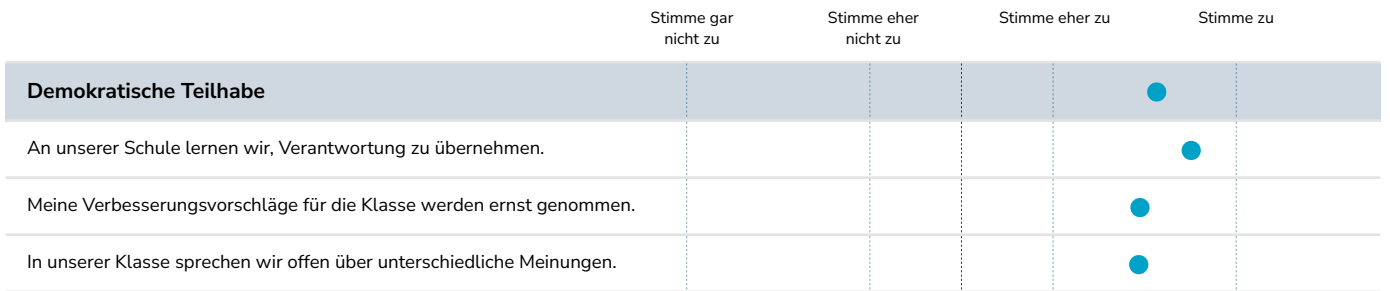 Stimme gar
nicht zu
Stimme eher
nicht zu
Stimme eher zu
Stimme zu
Demokratische Teilhabe
An unserer Schule lernen wir, Verantwortung zu übernehmen.
Meine Verbesserungsvorschläge für die Klasse werden ernst genommen.
In unserer Klasse sprechen wir offen über unterschiedliche Meinungen.